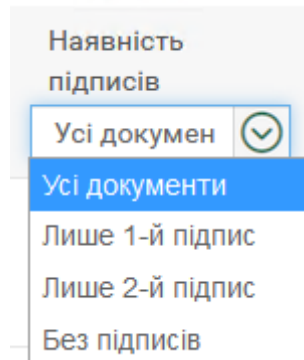 Наявність
підписів
Усі докумен
Усі документи
Лише 1-й підпис
Лише 2-й підпис
Без підписів